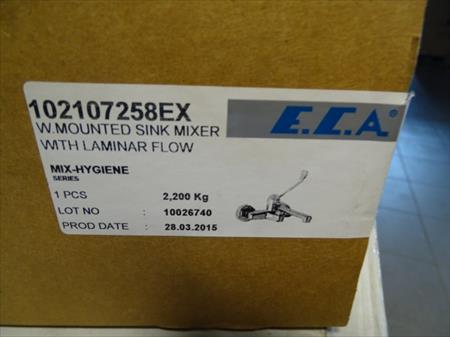 102107258EX
W.MOUNTED SINK MIXER
WITH LAMINAR FLOW
E.C.A.
MIX-HYGIENE
SERIES
1 PCS 2,200 Kg
LOT NO : 10026740
PROD DATE : 28.03.2015